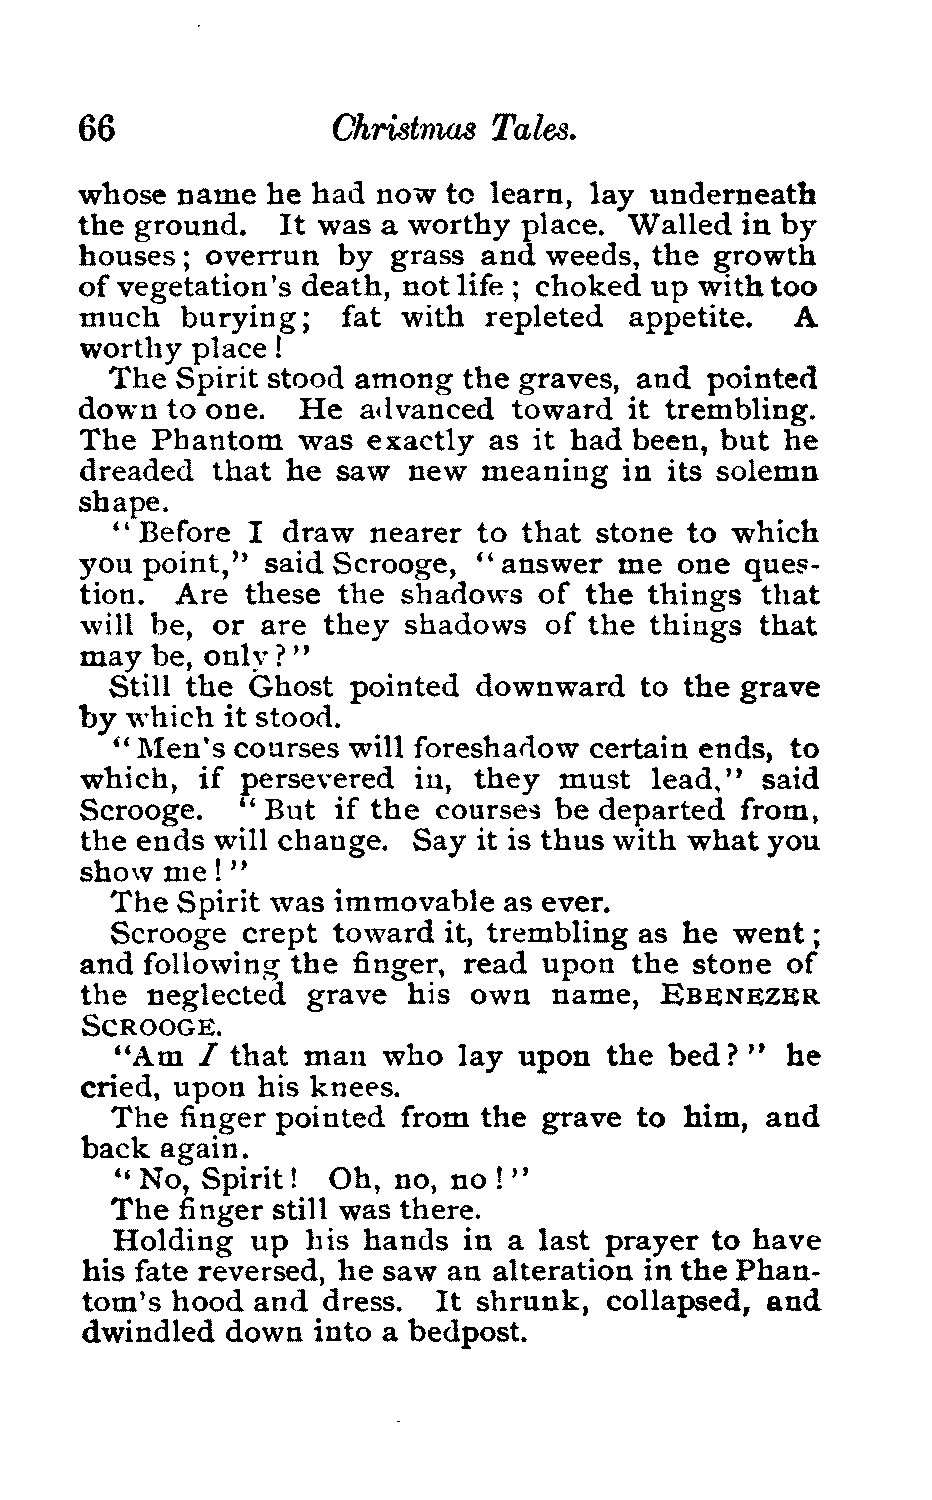 66 Christmas Tales.
whose name he had now to learn, lay underneath
the ground. It was a worthy place. Walled in by
houses; overrun by grass and weeds, the growth
of vegetation's death, not life; choked up with too
much burying; fat with repleted appetite. A
worthy place!
The Spirit stood among the graves, and pointed
down to one. He advanced toward it trembling.
The Phantom was exactly as it had been, but he
dreaded that he saw new meaning in its solemn
shape.
"Before I draw nearer to that stone to which
you point," said Scrooge, "answer me one ques-
tion. Are these the shadows of the things that
will be, or are they shadows of the things that
may be, only?"
Still the Ghost pointed downward to the grave
by which it stood.
"Men's courses will foreshadow certain ends, to
which, if persevered in, they must lead," said
Scrooge. "But if the courses be departed from,
the ends will change. Say it is thus with what you
show me!"
The Spirit was immovable as ever.
Scrooge crept toward it, trembling as he went;
and following the finger, read upon the stone of
the neglected grave his own name, EBENEZER
SCROOGE.
"Am I that man who lay upon the bed?" he
cried, upon his knees.
The finger pointed from the grave to him, and
back again.
"No, Spirit! Oh, no, no!"
The finger still was there.
Holding up his hands in a last prayer to have
his fate reversed, he saw an alteration in the Phan-
tom's hood and dress. It shrunk, collapsed, and
dwindled down into a bedpost.